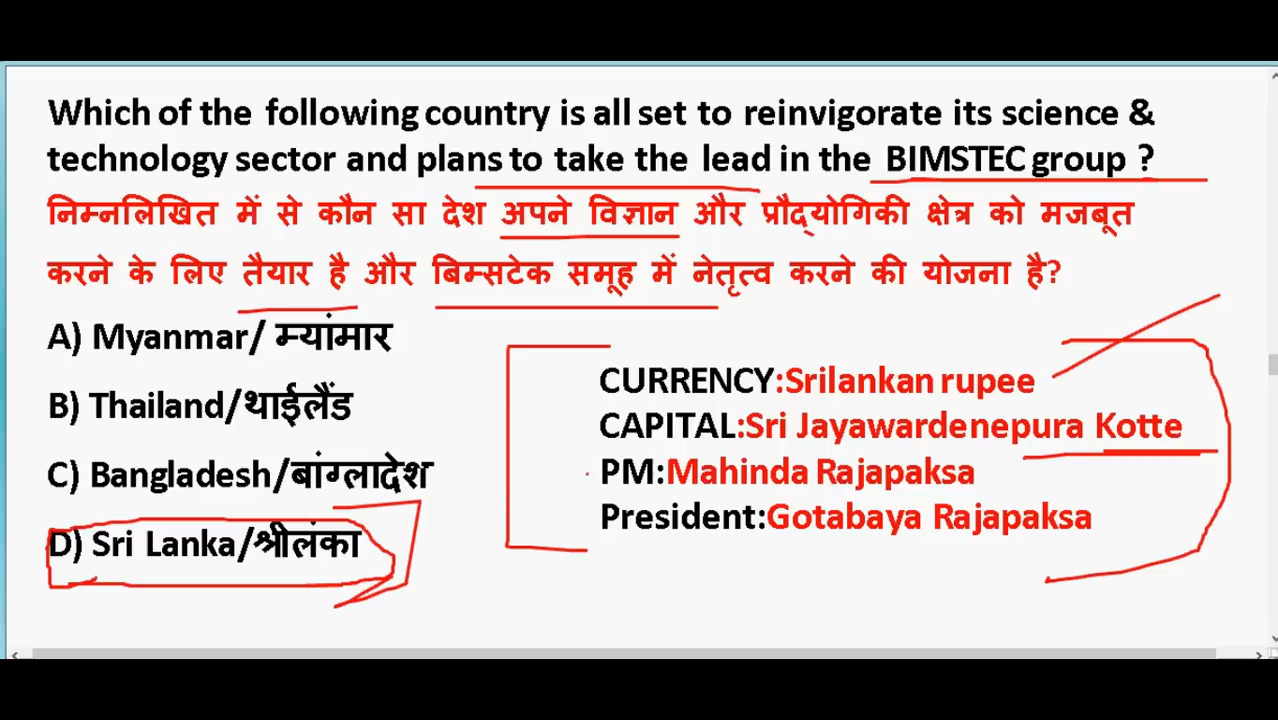 Which of the following country is all set to reinvigorate its science &
technology sector and plans to take the lead in the BIMSTEC group ?
निम्नलिखित में से कौन सा देश अपने विज्ञान और प्रौद्योगिकी क्षेत्र को मजबूत
करने के लिए तैयार है और बिम्सटेक समूह में नेतृत्व करने की योजना है?
A) Myanmar/ म्यांमार
B) Thailand/थाईलैंड
C) Bangladesh/बांग्लादेश
D) Sri Lanka/श्रीलंका
CURRENCY:Srilankan rupee
CAPITAL:Sri Jayawardenepura Kotte
PM:Mahinda Rajapaksa
President:Gotabaya Rajapaksa